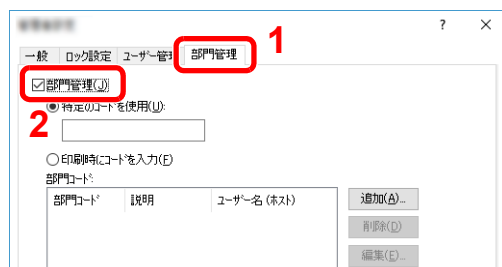 ? ×
1
一般 ロック設定 ユーザー管理 部門管理
部門管理(J)
2
特定のコードを使用(U):
印刷時にコードを入力(F)
部門コード:
部門コード 説明 ユーザー名 (ホスト)
追加(A)...
削除(D)
編集(E)...